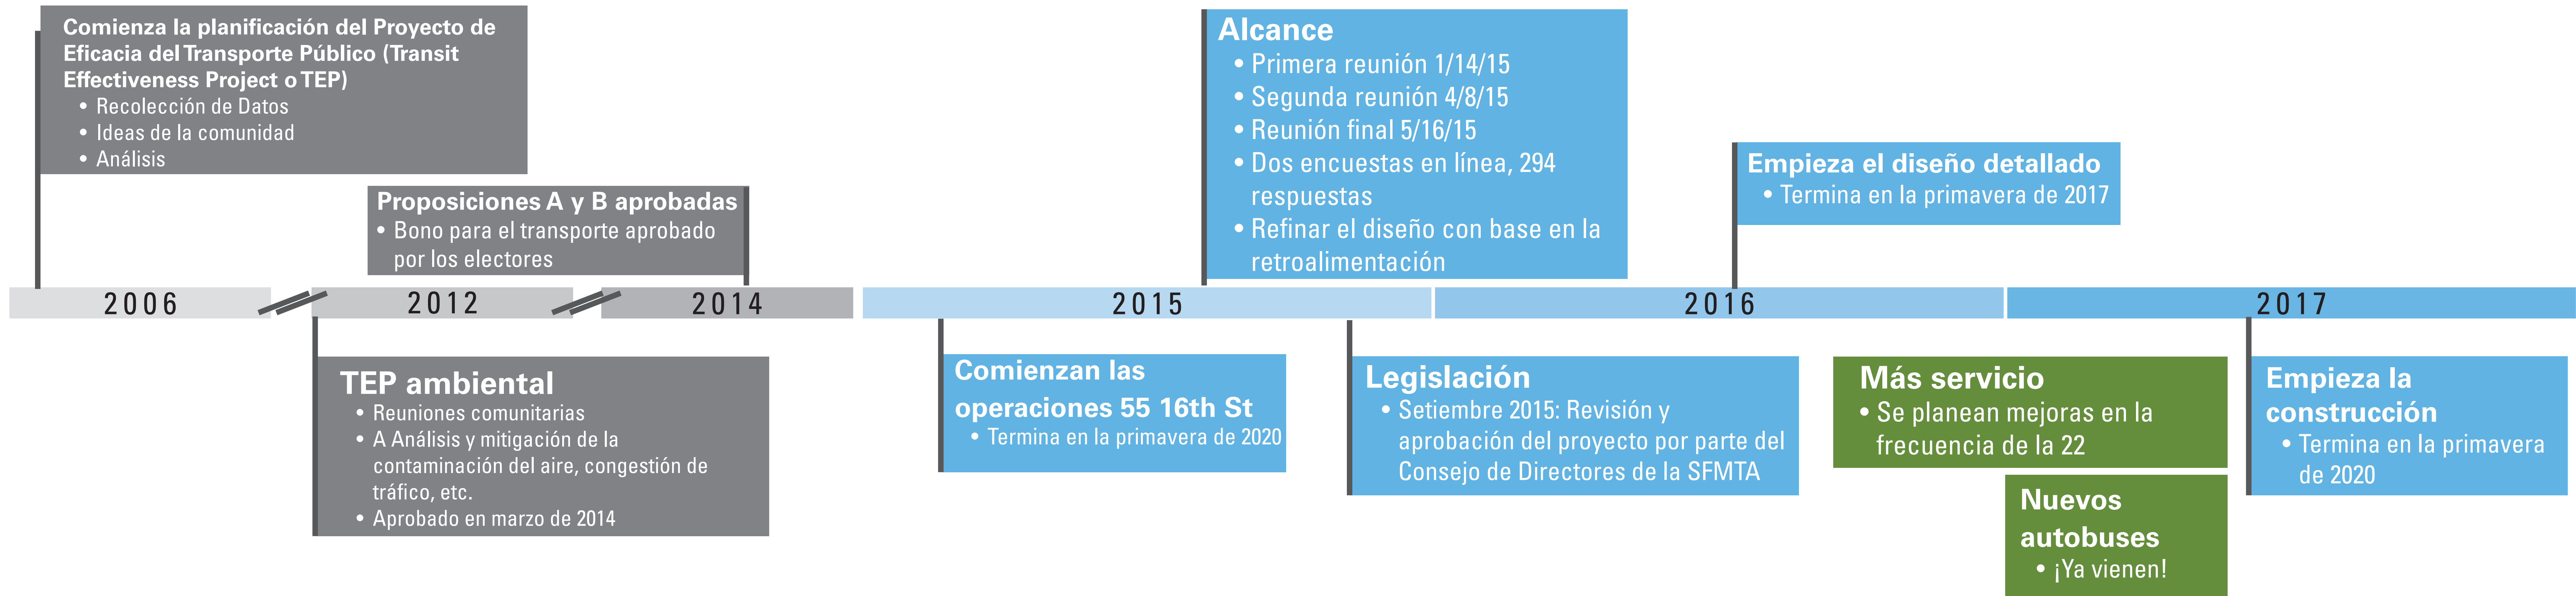 Comienza la planificación del Proyecto de
Eficacia del Transporte Público (Transit
Effectiveness Project o TEP)
• Recolección de Datos
• Ideas de la comunidad
• Análisis
Proposiciones A y B aprobadas
• Bono para el transporte aprobado
por los electores
Alcance
• Primera reunión 1/14/15
• Segunda reunión 4/8/15
• Reunión final 5/16/15
• Dos encuestas en línea, 294
respuestas
• Refinar el diseño con base en la
retroalimentación
Empieza el diseño detallado
• Termina en la primavera de 2017
2006
2012
2014
2015
2016
2017
TEP ambiental
• Reuniones comunitarias
• A Análisis y mitigación de la
contaminación del aire, congestión de
tráfico, etc.
• Aprobado en marzo de 2014
Comienzan las
operaciones 55 16th St
• Termina en la primavera de 2020
Legislación
• Setiembre 2015: Revisión y
aprobación del proyecto por parte del
Consejo de Directores de la SFMTA
Más servicio
• Se planean mejoras en la
frecuencia de la 22
Nuevos
autobuses
• ¡Ya vienen!
Empieza la
construcción
• Termina en la primavera
de 2020